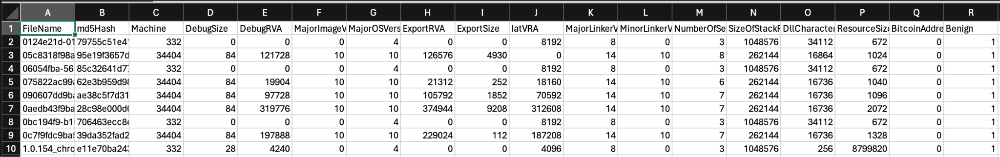 A B C D E F G H I J K L M N O P Q R
1 FileName md5Hash Machine DebugSize DebugRVA MajorImageV MajorOSVers ExportRVA ExportSize IatVRA MajorLinkerV MinorLinkerV NumberOfSe SizeOfStackR DllCharacter ResourceSize BitcoinAddre Benign
2 0124e21d-01 79755c51e41 332 0 0 0 4 0 0 8192 8 0 3 1048576 34112 672 0 1
3 05c8318f98a 95e19f3657d 34404 84 121728 10 10 126576 4930 0 14 10 8 262144 16864 1024 0 1
4 06054fba-56 85c32641d77 332 0 0 0 4 0 0 8192 8 0 3 1048576 34112 672 0 1
5 075822ac99a 62e3b959d98 34404 84 19904 10 10 21312 252 18160 14 10 6 262144 16736 1040 0 1
6 090607dd9ba ae38c5f7d31 34404 84 97728 10 10 105792 1852 70592 14 10 7 262144 16736 1096 0 1
7 0aedb43f9ba 28c98e000d 34404 84 319776 10 10 374944 9208 312608 14 10 7 262144 16736 2072 0 1
8 0bc194f9-b1 706463ecc8 332 0 0 0 4 0 0 8192 8 0 3 1048576 34112 672 0 1
9 0c7f9fdc9ba 39da352fad2 34404 84 197888 10 10 229024 112 187208 14 10 7 262144 16736 1328 0 1
10 1.0.154_chro e11e70ba24 332 28 4240 0 4 0 0 4096 8 0 3 1048576 256 8799820 0 1